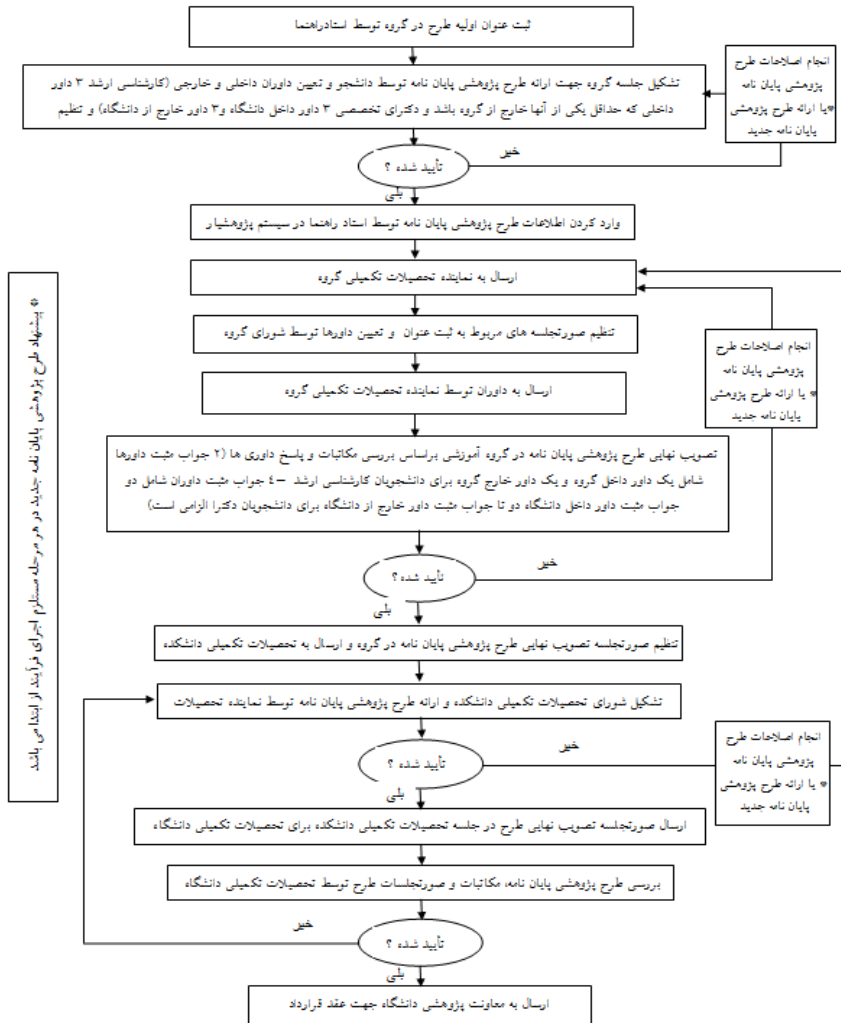 ثبت عنوان اولیه طرح در گروه توسط استادراهنما
تشکیل جلسه گروه جهت ارائه طرح پژوهشی پایان نامه توسط دانشجو و تعیین داوران داخلی و خارجی (کارشناسی ارشد ۳ داور
داخلی که حداقل یکی از آنها خارج از گروه باشد و دکترای تخصصی ۳ داور داخل دانشگاه و۳ داور خارج از دانشگاه) و تنظیم
انجام اصلاحات طرح
پژوهشی پایان نامه
*یا ارائه طرح پژوهشی
پایان نامه جدید
تأیید شده ؟
خیر
بلی
وارد کردن اطلاعات طرح پژوهشی پایان نامه توسط استاد راهنما در سیستم پژوهشیار
ارسال به نماینده تحصیلات تکمیلی گروه
تنظیم صورتجلسه های مربوط به ثبت عنوان و تعیین داورها توسط شورای گروه
ارسال به داوران توسط نماینده تحصیلات تکمیلی گروه
انجام اصلاحات طرح
پژوهشی پایان نامه
* یا ارائه طرح پژوهشی
پایان نامه جدید
تصویب نهایی طرح پژوهشی پایان نامه در گروه آموزشی براساس بررسی مکاتبات و پاسخ داوری ها (۲ جواب مثبت داورها
شامل یک داور داخل گروه و یک داور خارج گروه برای دانشجویان کارشناسی ارشد –٤ جواب مثبت داوران شامل دو
جواب مثبت داور داخل دانشگاه دو تا جواب مثبت داور خارج از دانشگاه برای دانشجویان دکترا الزامی است)
تأیید شده ؟
خیر
بلی
تنظیم صورتجلسه تصویب نهایی طرح پژوهشی پایان نامه در گروه و ارسال به تحصیلات تکمیلی دانشکده
تشکیل شورای تحصیلات تکمیلی دانشکده و ارائه طرح پژوهشی پایان نامه توسط نماینده تحصیلات
تأیید شده ؟
خیر
بلی
انجام اصلاحات طرح
پژوهشی پایان نامه
* یا ارائه طرح پژوهشی
پایان نامه جدید
ارسال صورتجلسه تصویب نهایی طرح در جلسه تحصیلات تکمیلی دانشکده برای تحصیلات تکمیلی دانشگاه
بررسی طرح پژوهشی پایان نامه، مکاتبات و صورتجلسات طرح توسط تحصیلات تکمیلی دانشگاه
تأیید شده ؟
خیر
بلی
ارسال به معاونت پژوهشی دانشگاه جهت عقد قرارداد
* پیشنهاد طرح پژوهشی پایان نامه جدید در هر مرحله مستلزم اجرای فرآیند از ابتدا می باشد